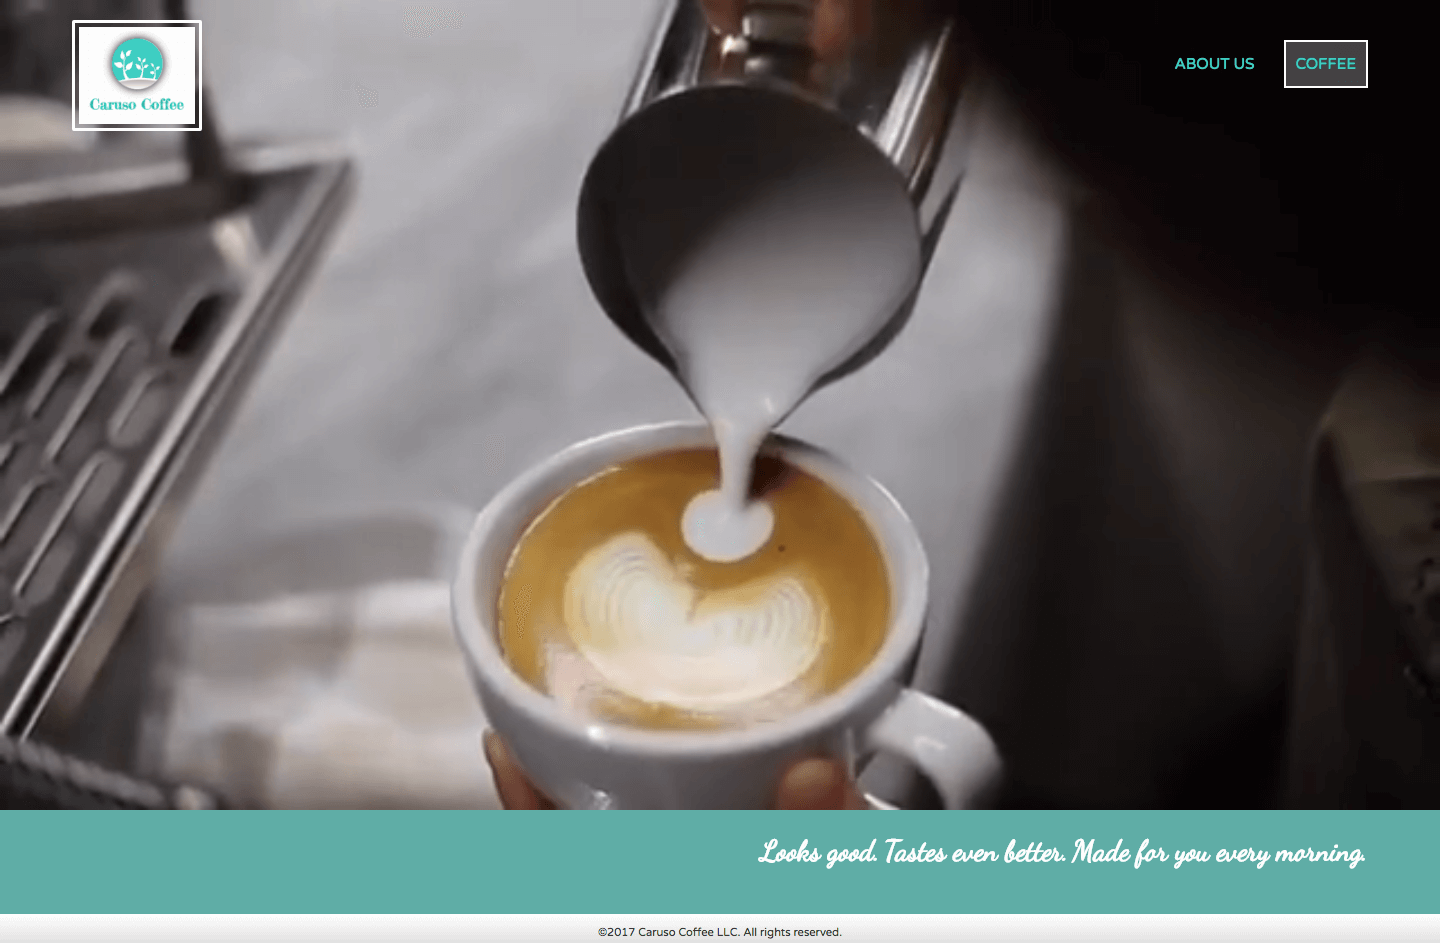 Caruso Coffee
ABOUT US
COFFEE
Looks good. Tastes even better. Made for you every morning.
©2017 Caruso Coffee LLC. All rights reserved.